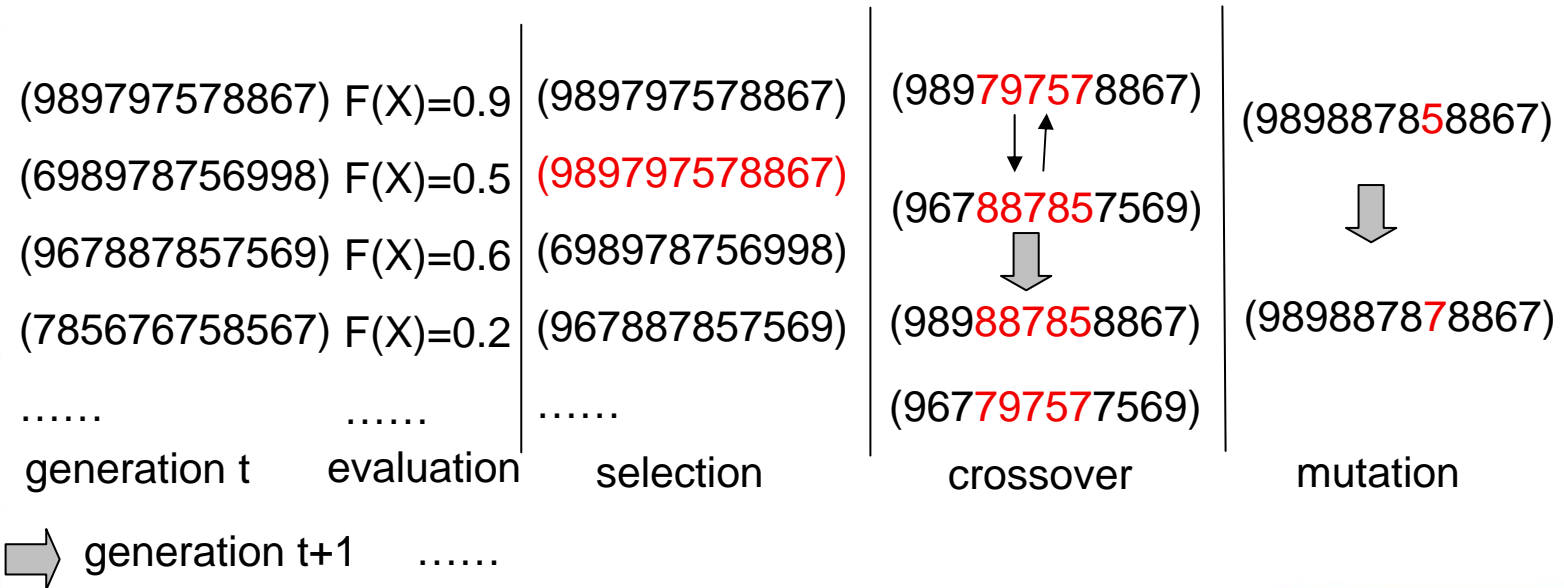 (989797578867) F(X)=0.9 (989797578867) (989797578867) (989887858867)
(698978756998) F(X)=0.5 (989797578867)
(967887857569) F(X)=0.6 (698978756998) (967887857569)
(785676758567) F(X)=0.2 (967887857569) (989887858867) (989887878867)
...... ...... ...... (967797577569)
generation t evaluation selection crossover mutation
generation t+1 ......